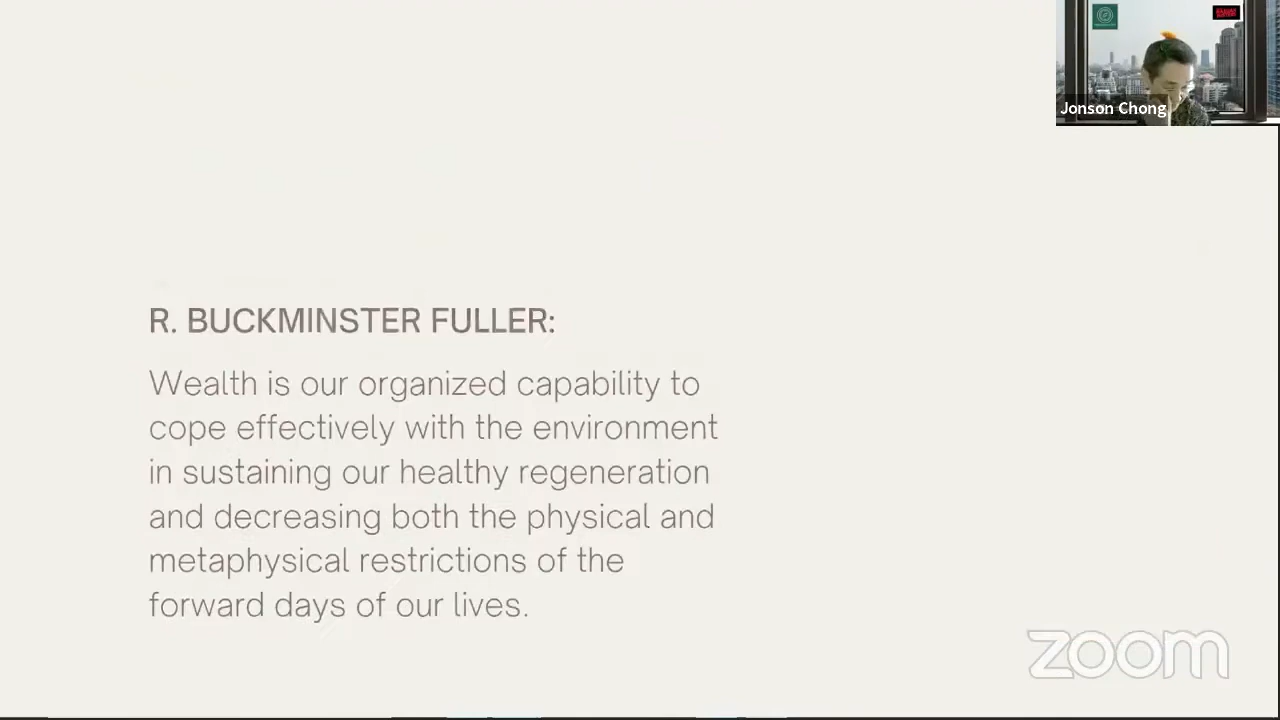 Jonson Chong
R. BUCKMINSTER FULLER:
Wealth is our organized capability to
cope effectively with the environment
in sustaining our healthy regeneration
and decreasing both the physical and
metaphysical restrictions of the
forward days of our lives.
zoom